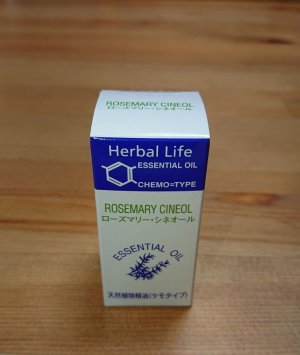 ROSEMARY CINEOL
ローズマリー・シネオール
Herbal Life
ESSENTIAL OIL
CHEMO=TYPE
ROSEMARY CINEOL
ローズマリー・シネオール
ESSENTIAL OIL
天然植物精油(ケモタイプ)